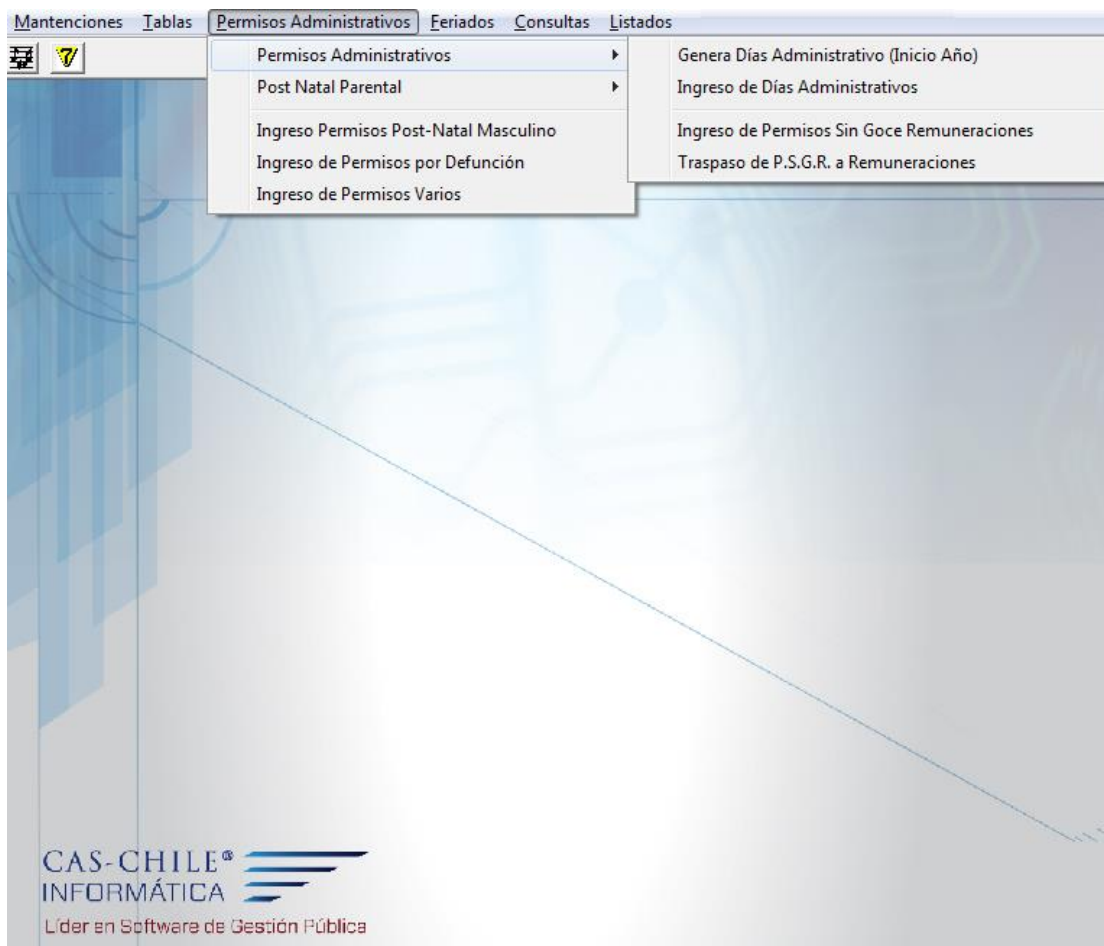 Mantenciones Tablas Permisos Administrativos Feriados Consultas Listados
Permisos Administrativos
Post Natal Parental
Ingreso Permisos Post-Natal Masculino
Ingreso de Permisos por Defunción
Ingreso de Permisos Varios
Genera Días Administrativo (Inicio Año)
Ingreso de Días Administrativos
Ingreso de Permisos Sin Goce Remuneraciones
Traspaso de P.S.G.R. a Remuneraciones
CAS-CHILE®
INFORMÁTICA
Líder en Software de Gestión Pública